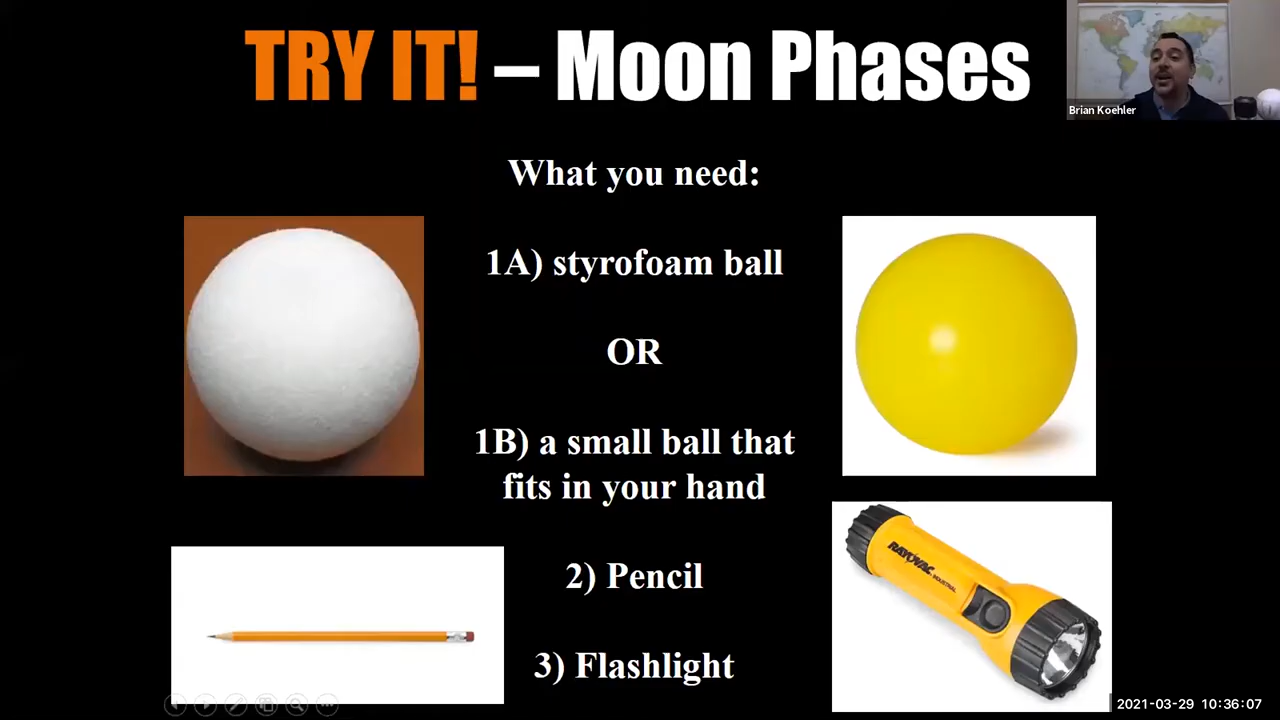 TRY IT! – Moon Phases
Brian Koehler
What you need:
1A) styrofoam ball
OR
1B) a small ball that
fits in your hand
RAYOVAC INDUSTRIAL
2) Pencil
3) Flashlight
2021-03-29 10:36:07